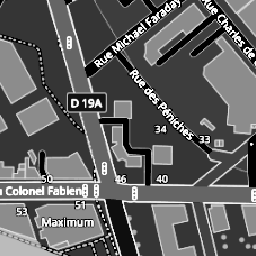 Rue Michael Faraday
Rue Charles de
D 19A
Rue des Péniches
34
33
50
46
40
Colonel Fabien
51
53
Maximum